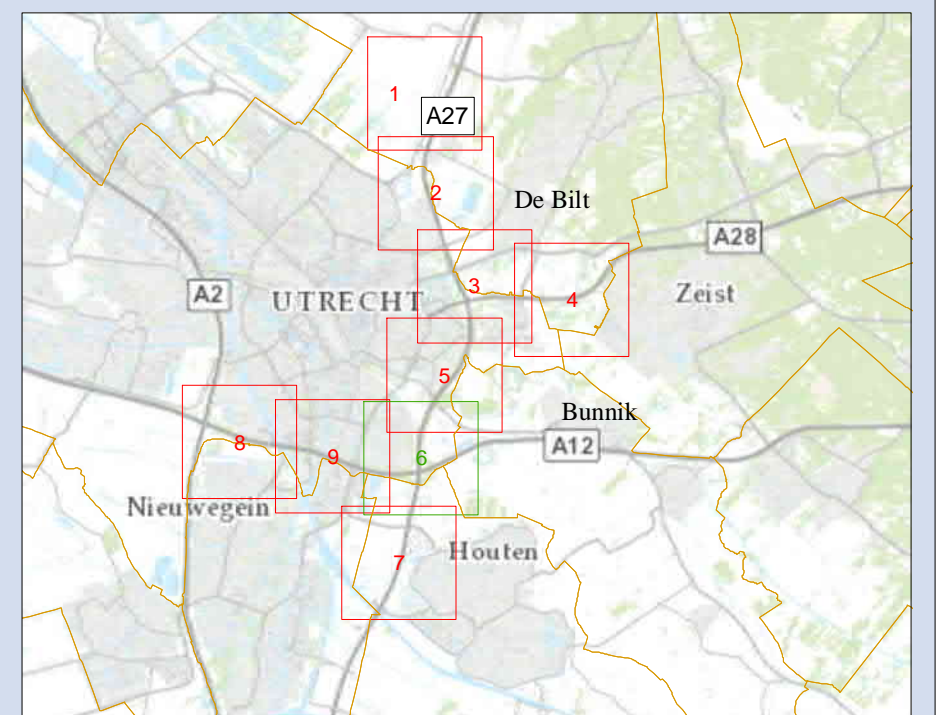 1
A27
2
De Bilt
A28
3
4
Zeist
A2
UTRECHT
5
Bunnik
A12
8
9
6
Nieuwegein
Houten
7